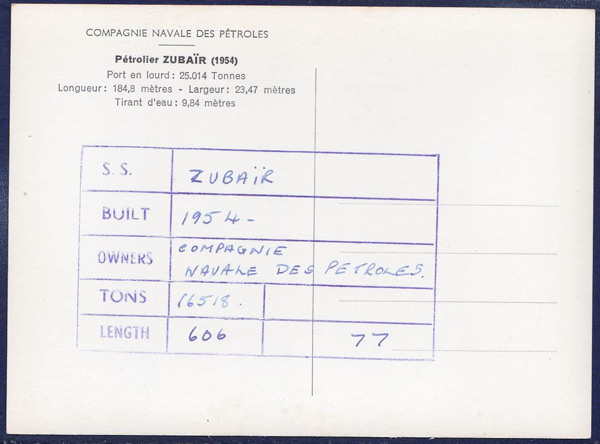 COMPAGNIE NAVALE DES PÉTROLES
Pétrolier ZUBAÏR (1954)
Port en lourd : 25.014 Tonnes
Longueur : 184,8 mètres - Largeur : 23,47 mètres
Tirant d'eau : 9,84 mètres
S. S. ZUBAÏR
BUILT 1954 -
OWNERS COMPAGNIE
NAVALE DES PETROLES.
TONS 16518.
LENGTH 606 77